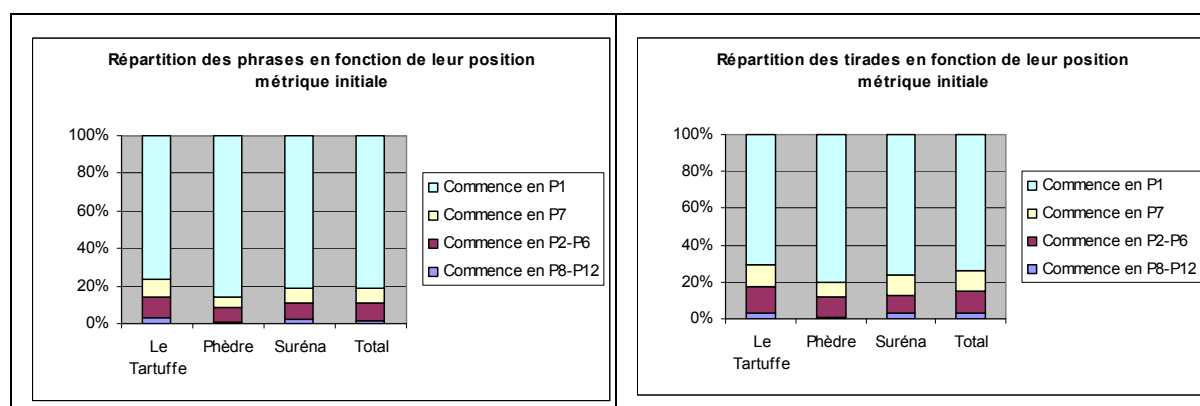 Répartition des phrases en fonction de leur position
métrique initiale
100%
80%
60%
40%
20%
0%
Le
Tartuffe
Phèdre
Suréna
Total
Commence en P1
Commence en P7
Commence en P2-P6
Commence en P8-P12
Répartition des tirades en fonction de leur position
métrique initiale
100%
80%
60%
40%
20%
0%
Le
Tartuffe
Phèdre
Suréna
Total
Commence en P1
Commence en P7
Commence en P2-P6
Commence en P8-P12